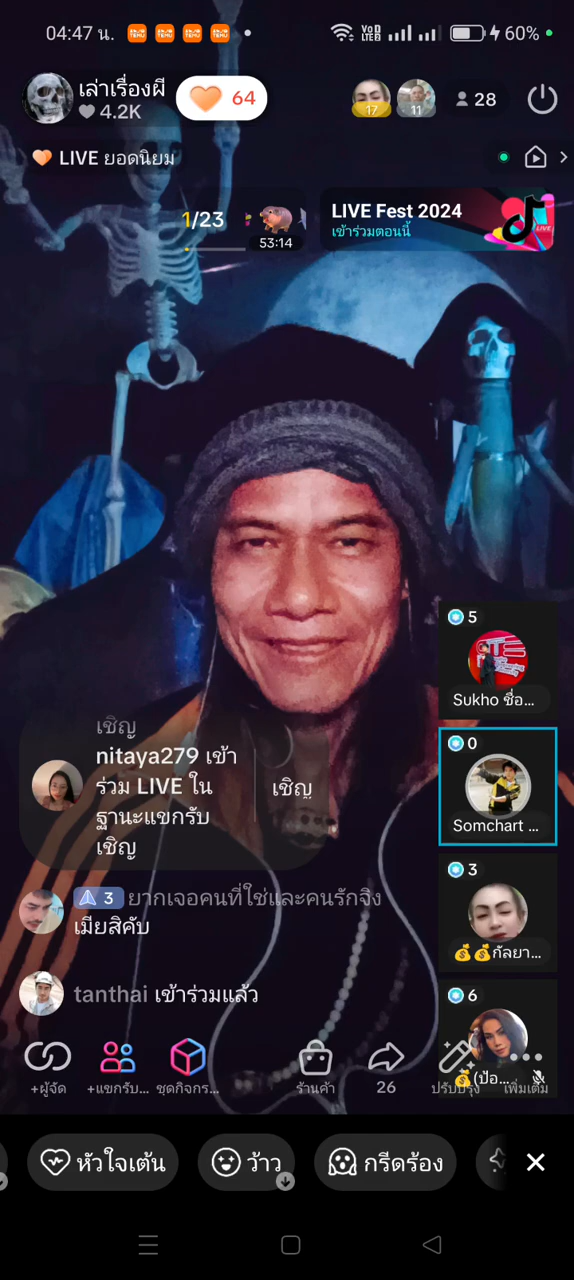 04:47 น.
VoD
LTE2
60%
เล่าเรื่องผี
4.2K
64
17
11
28
LIVE ยอดนิยม
1/23
53:14
LIVE Fest 2024
เข้าร่วมตอนนี้
LIVE
5
Sukho ชื่อ...
0
Somchart ...
เชิญ
nitaya279 เข้า
ร่วม LIVE ใน
ฐานะแขกรับ
เชิญ
เชิญ
3
กัลยา...
3 ยากเจอคนที่ใช่และคนรักจิง
เมียสิคับ
tanthai เข้าร่วมแล้ว
6
(ป้อ...
+ผู้จัด
+แขกรับ...
ชุดกิจกร...
ร้านค้า
26
ปรับปรุง
เพิ่มเติม
หัวใจเต้น
ว้าว
กรีดร้อง